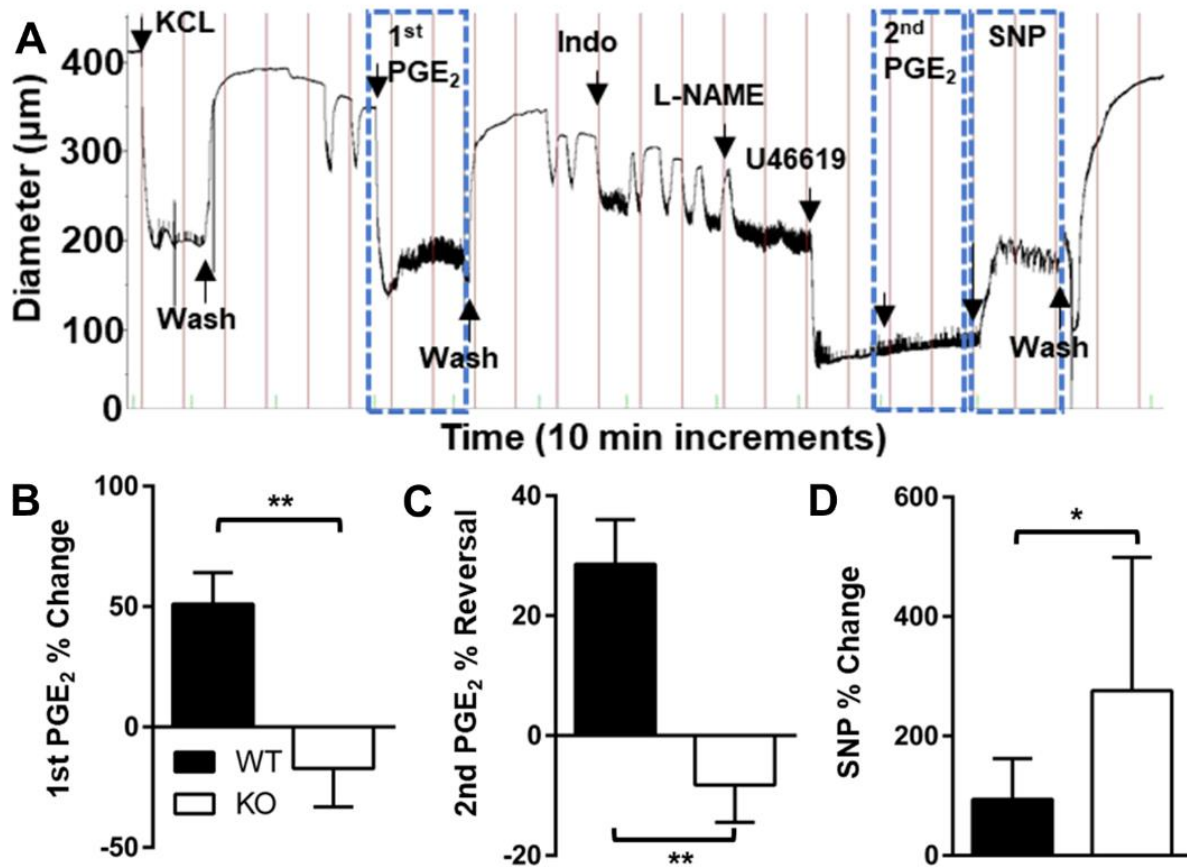 A
Diameter (µm)
400
300
200
100
0
KCL
Wash
1st
PGE2
Wash
Indo
L-NAME
U46619
2nd
PGE2
SNP
Wash
Time (10 min increments)
B
1st PGE2 % Change
100
50
0
-50
**
WT
KO
C
2nd PGE2 % Reversal
40
20
0
-20
**
D
SNP % Change
600
400
200
0
*